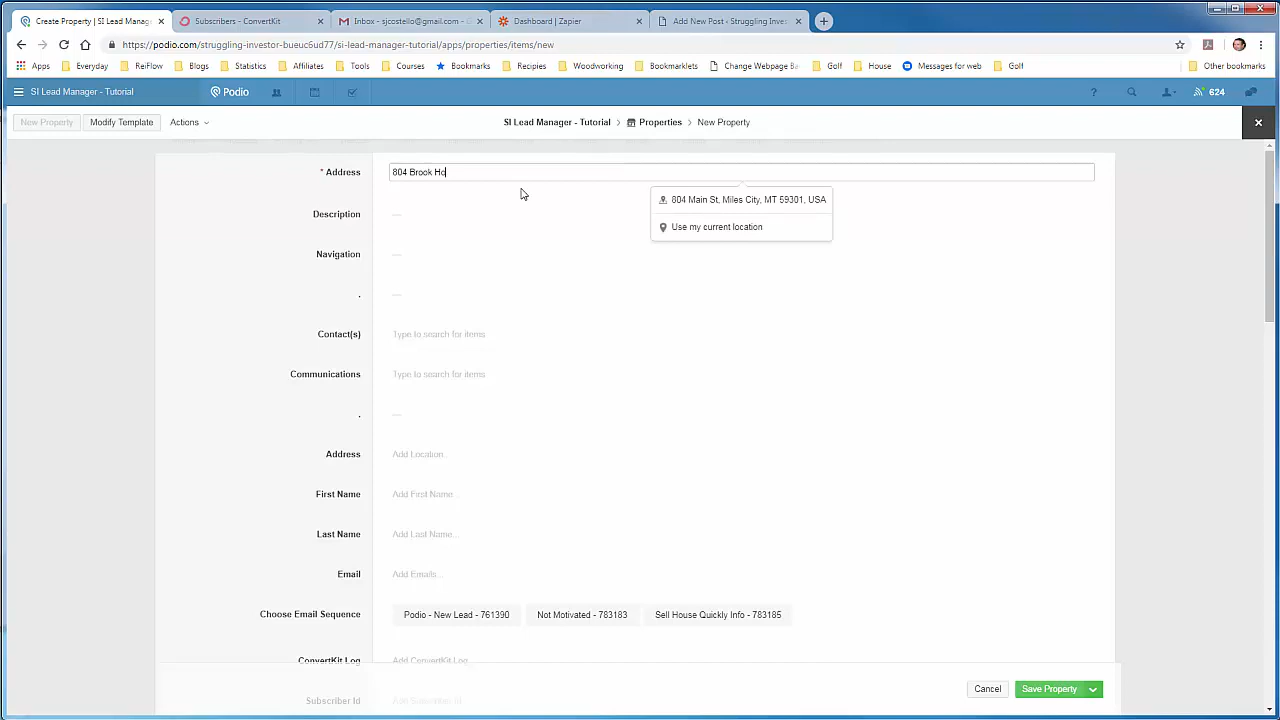 Create Property | SI Lead Manag
Subscribers - ConvertKit
Inbox - sjcostello@gmail.com - G
Dashboard | Zapier
Add New Post ‹ Struggling Inves
https://podio.com/struggling-investor-bueuc6ud77/si-lead-manager-tutorial/apps/properties/items/new
Apps
Everyday
ReiFlow
Blogs
Statistics
Affiliates
Tools
Courses
Bookmarks
Recipies
Woodworking
Bookmarklets
Change Webpage Ba
Golf
House
Messages for web
Golf
Other bookmarks
SI Lead Manager - Tutorial
Podio
?
624
New Property
Modify Template
Actions
SI Lead Manager - Tutorial > Properties > New Property
* Address
804 Brook Ho
804 Main St, Miles City, MT 59301, USA
Use my current location
Description
---
Navigation
---
.
---
Contact(s)
Type to search for items
Communications
Type to search for items
.
---
Address
Add Location...
First Name
Add First Name...
Last Name
Add Last Name...
Email
Add Emails...
Choose Email Sequence
Podio - New Lead - 761390
Not Motivated - 783183
Sell House Quickly Info - 783185
ConvertKit Log
Add ConvertKit Log
Subscriber Id
Add Subscriber Id
Cancel
Save Property